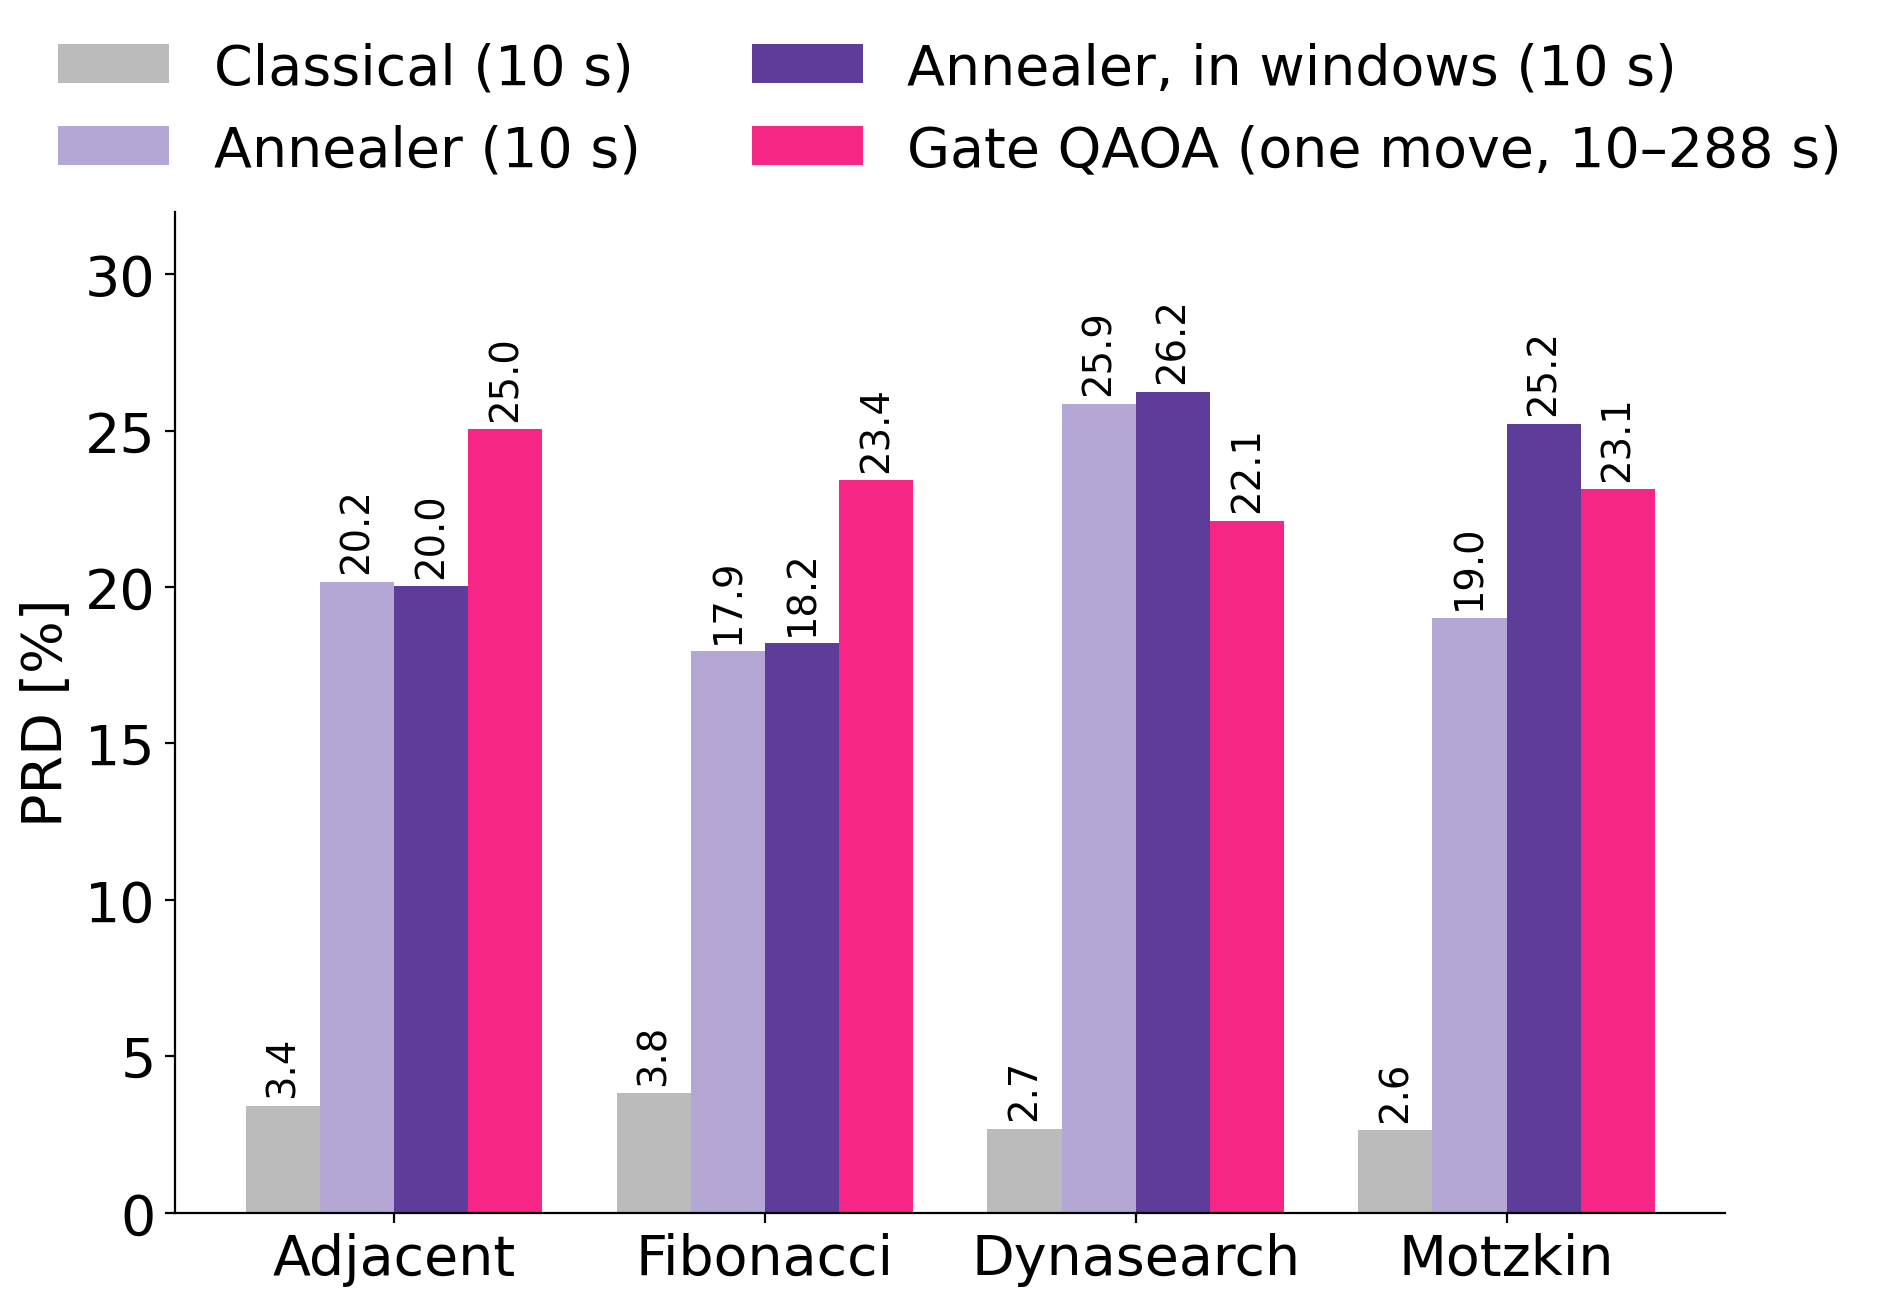 Classical (10 s)
Annealer (10 s)
Annealer, in windows (10 s)
Gate QAOA (one move, 10–288 s)
PRD [%]
30
25
20
15
10
5
0
3.4
20.2
20.0
25.0
3.8
17.9
18.2
23.4
2.7
25.9
26.2
22.1
2.6
19.0
25.2
23.1
Adjacent
Fibonacci
Dynasearch
Motzkin